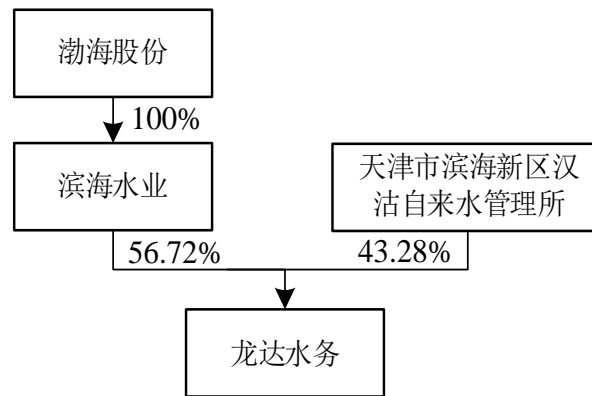 渤海股份
100%
滨海水业
天津市滨海新区汉
沽自来水管理所
56.72%
43.28%
龙达水务